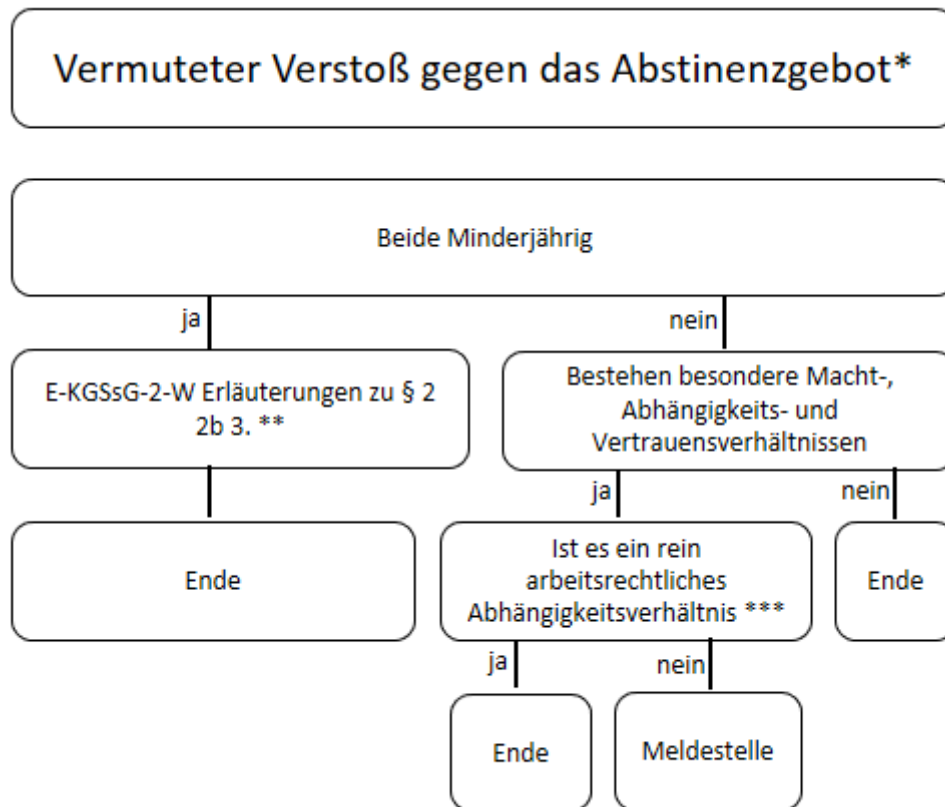 Vermuteter Verstoß gegen das Abstinenzgebot*
Beide Minderjährig
ja
nein
E-KGSsG-2-W Erläuterungen zu § 2
2b 3. **
Bestehen besondere Macht-,
Abhängigkeits- und
Vertrauensverhältnissen
ja
nein
Ende
Ist es ein rein
arbeitsrechtliches
Abhängigkeitsverhältnis ***
Ende
ja
nein
Ende
Meldestelle